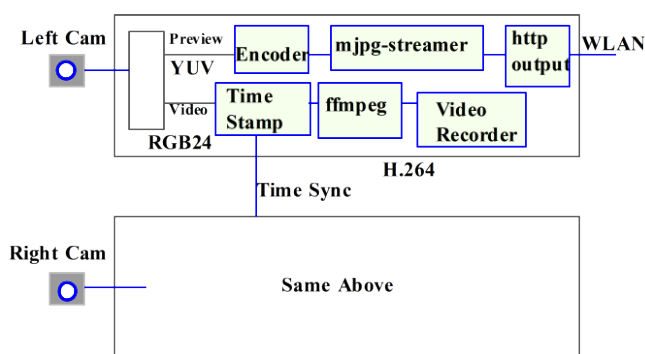 Left Cam
Preview
YUV
Encoder
mjpg-streamer
http
output
WLAN
Video
Time
Stamp
ffmpeg
Video
Recorder
RGB24
H.264
Time Sync
Right Cam
Same Above